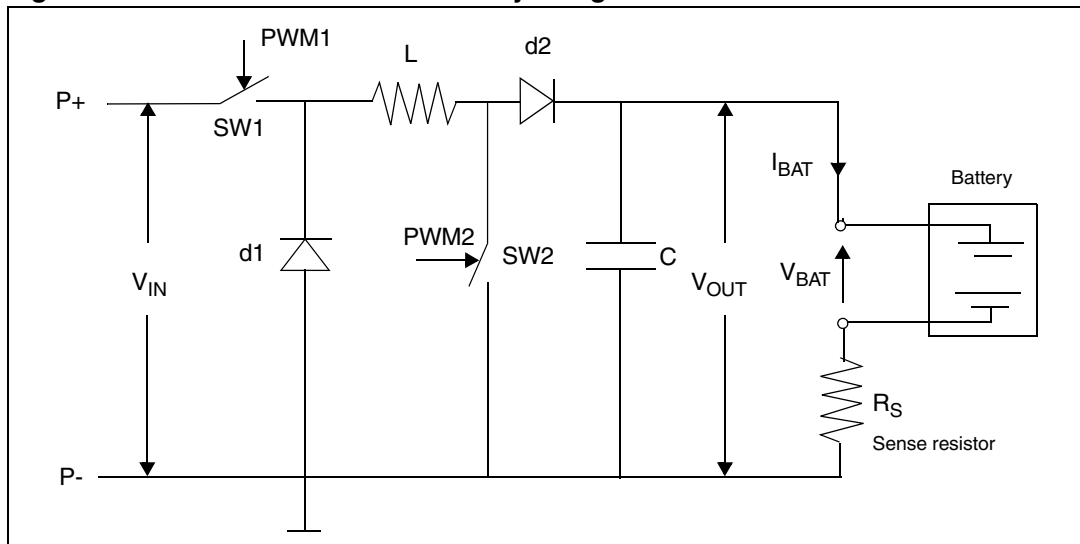 PWM1
L
d2
P+
SW1
I_BAT
Battery
d1
PWM2
SW2
C
V_IN
V_OUT
V_BAT
R_S
Sense resistor
P-